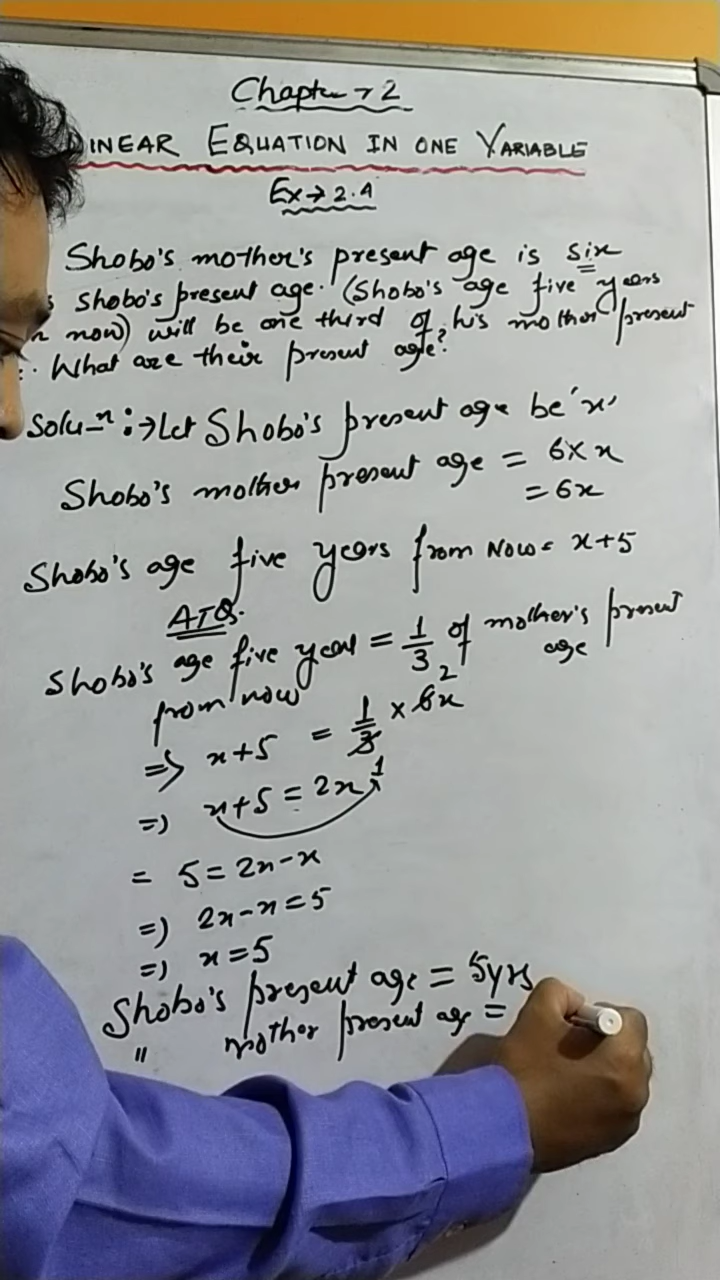 Chapter → 2
LINEAR EQUATION IN ONE VARIABLE
Ex → 2.4
Shobo's mother's present age is six
Shobo's present age. (Shobo's age five years
now) will be one third of his mother present
. What are their present age?
Solu-n :→ Let Shobo's present age be 'x'
Shobo's mother present age = 6 × x
= 6x
Shobo's age five years from Now = x+5
ATQ.
Shobo's age five year = 1/3 of mother's present
from now age
⇒ x+5 = 1/3 × 6x
2
1
⇒ x+5 = 2x
= 5 = 2x-x
⇒ 2x-x = 5
⇒ x = 5
Shobo's present age = 5yrs
" mother present age =